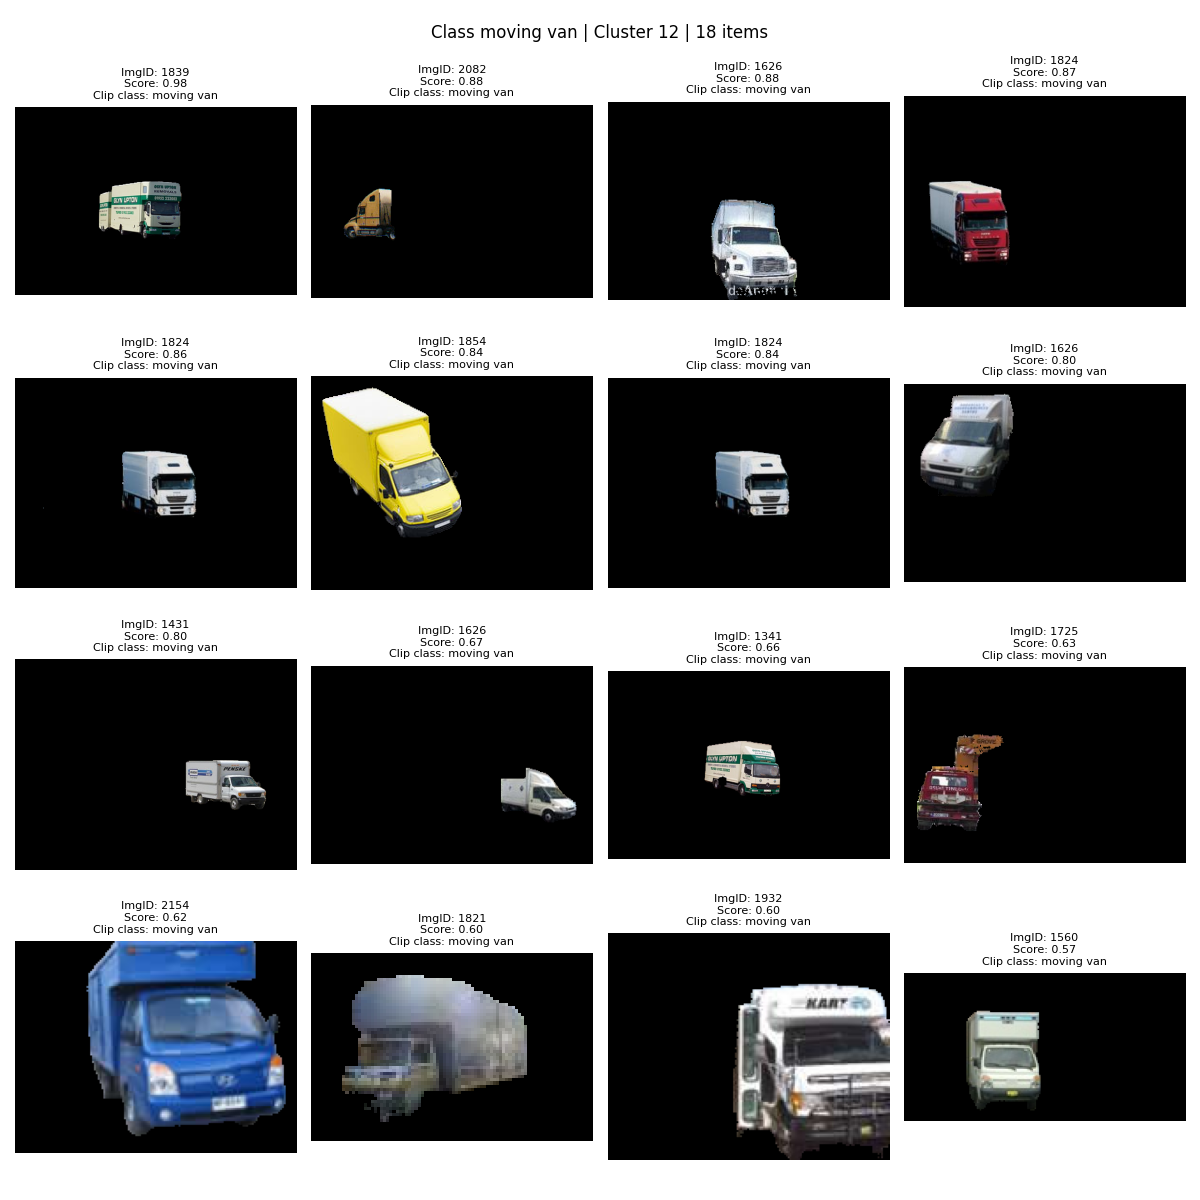 Class moving van | Cluster 12 | 18 items
ImgID: 1839
Score: 0.98
Clip class: moving van
ImgID: 2082
Score: 0.88
Clip class: moving van
ImgID: 1626
Score: 0.88
Clip class: moving van
ImgID: 1824
Score: 0.87
Clip class: moving van
GLYN UPTON
ImgID: 1824
Score: 0.86
Clip class: moving van
ImgID: 1854
Score: 0.84
Clip class: moving van
ImgID: 1824
Score: 0.84
Clip class: moving van
ImgID: 1626
Score: 0.80
Clip class: moving van
ImgID: 1431
Score: 0.80
Clip class: moving van
ImgID: 1626
Score: 0.67
Clip class: moving van
ImgID: 1341
Score: 0.66
Clip class: moving van
ImgID: 1725
Score: 0.63
Clip class: moving van
PENSKE
GLYN UPTON
ImgID: 2154
Score: 0.62
Clip class: moving van
ImgID: 1821
Score: 0.60
Clip class: moving van
ImgID: 1932
Score: 0.60
Clip class: moving van
ImgID: 1560
Score: 0.57
Clip class: moving van
KART